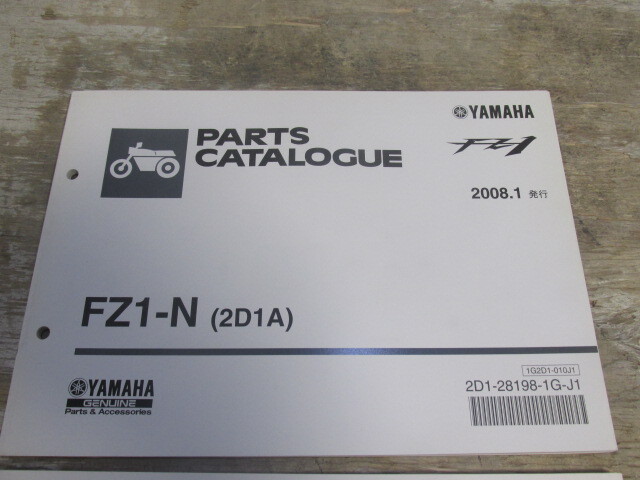 YAMAHA
PARTS
CATALOGUE
FZ1
2008.1 発行
FZ1-N (2D1A)
YAMAHA
GENUINE
Parts & Accessories
1G2D1-010J1
2D1-28198-1G-J1